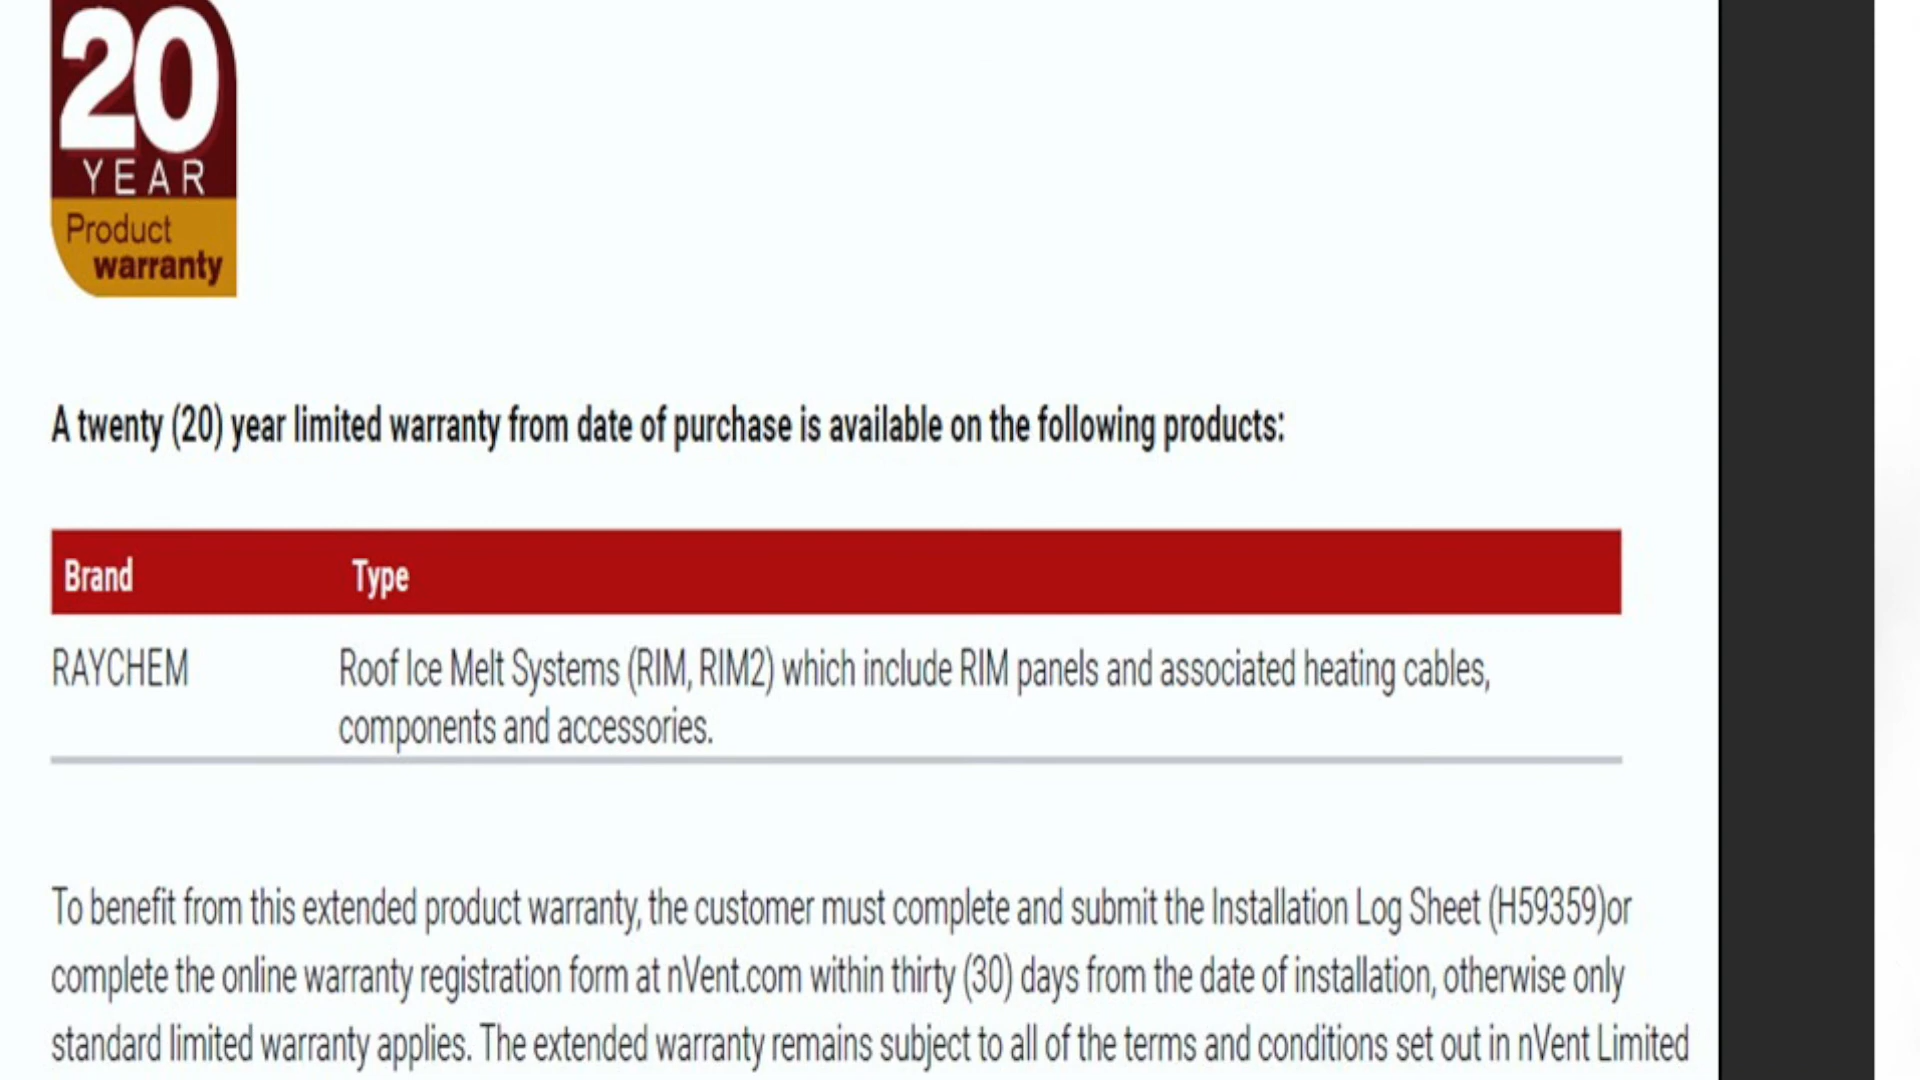 20
YEAR
Product
warranty
A twenty (20) year limited warranty from date of purchase is available on the following products:
Brand Type
RAYCHEM Roof Ice Melt Systems (RIM, RIM2) which include RIM panels and associated heating cables,
components and accessories.
To benefit from this extended product warranty, the customer must complete and submit the Installation Log Sheet (H59359)or
complete the online warranty registration form at nVent.com within thirty (30) days from the date of installation, otherwise only
standard limited warranty applies. The extended warranty remains subject to all of the terms and conditions set out in nVent Limited